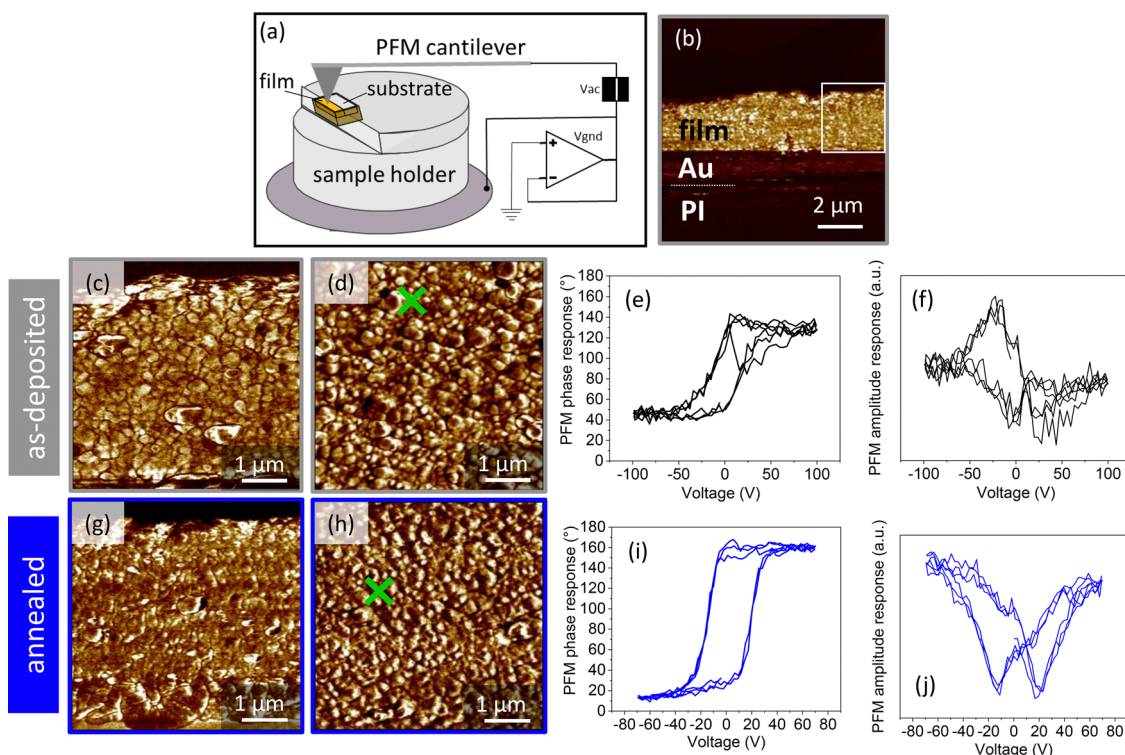 (a)
PFM cantilever
film
substrate
Vac
Vgnd
+
-
sample holder
(b)
film
Au
PI
2 µm
as-deposited
(c)
1 µm
(d)
1 µm
(e)
PFM phase response (°)
180
160
140
120
100
80
60
40
20
0
-100 -50 0 50 100
Voltage (V)
(f)
PFM amplitude response (a.u.)
-100 -50 0 50 100
Voltage (V)
annealed
(g)
1 µm
(h)
1 µm
(i)
PFM phase response (°)
180
160
140
120
100
80
60
40
20
0
-80 -60 -40 -20 0 20 40 60 80
Voltage (V)
(j)
PFM amplitude response (a.u.)
-80 -60 -40 -20 0 20 40 60 80
Voltage (V)